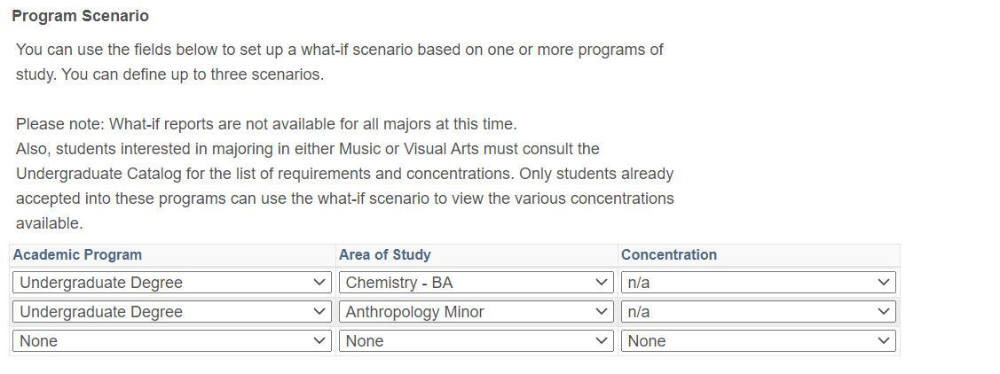 Program Scenario
You can use the fields below to set up a what-if scenario based on one or more programs of
study. You can define up to three scenarios.
Please note: What-if reports are not available for all majors at this time.
Also, students interested in majoring in either Music or Visual Arts must consult the
Undergraduate Catalog for the list of requirements and concentrations. Only students already
accepted into these programs can use the what-if scenario to view the various concentrations
available.
Academic Program Area of Study Concentration
Undergraduate Degree Chemistry - BA n/a
Undergraduate Degree Anthropology Minor n/a
None None None